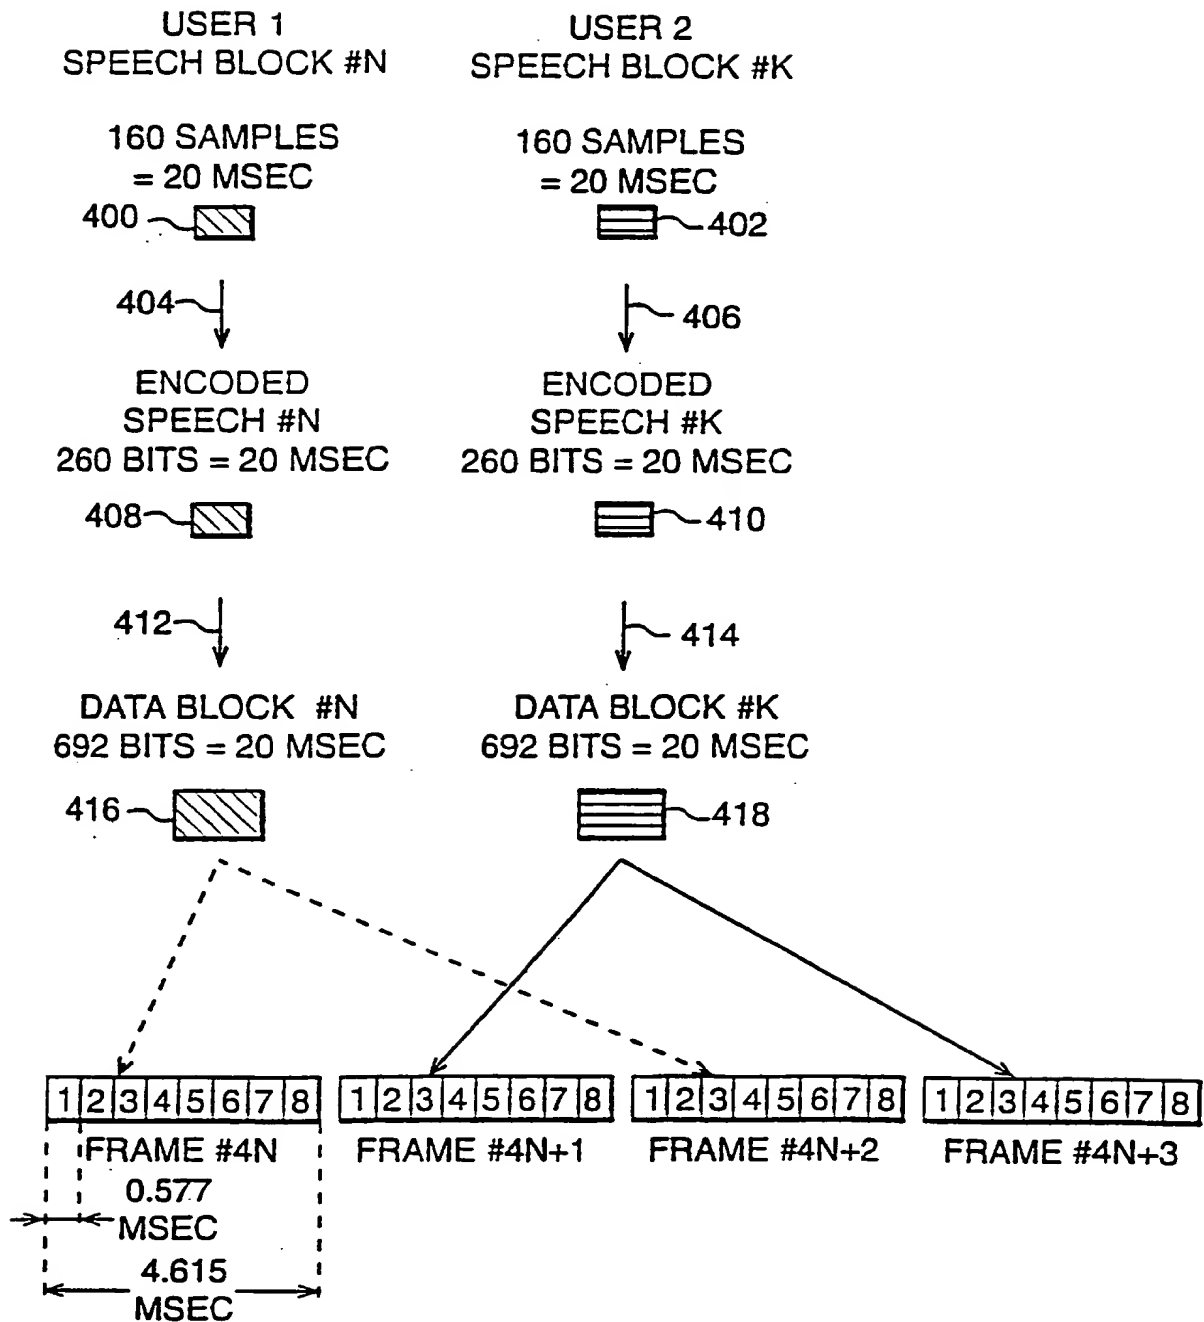 USER 1
SPEECH BLOCK #N
USER 2
SPEECH BLOCK #K
160 SAMPLES
= 20 MSEC
160 SAMPLES
= 20 MSEC
400
402
404
406
ENCODED
SPEECH #N
260 BITS = 20 MSEC
ENCODED
SPEECH #K
260 BITS = 20 MSEC
408
410
412
414
DATA BLOCK #N
692 BITS = 20 MSEC
DATA BLOCK #K
692 BITS = 20 MSEC
416
418
1 2 3 4 5 6 7 8
1 2 3 4 5 6 7 8
1 2 3 4 5 6 7 8
1 2 3 4 5 6 7 8
FRAME #4N
FRAME #4N+1
FRAME #4N+2
FRAME #4N+3
0.577
MSEC
4.615
MSEC